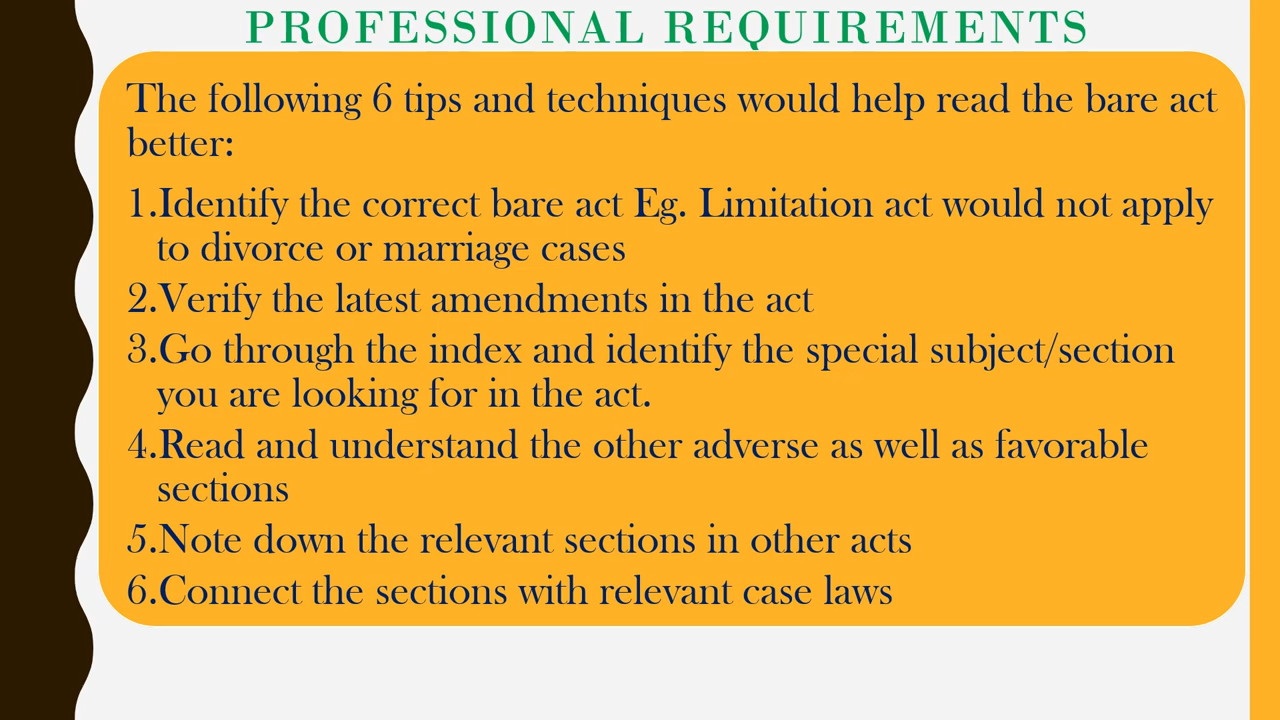 PROFESSIONAL REQUIREMENTS
The following 6 tips and techniques would help read the bare act
better:
1.Identify the correct bare act Eg. Limitation act would not apply
to divorce or marriage cases
2.Verify the latest amendments in the act
3.Go through the index and identify the special subject/section
you are looking for in the act.
4.Read and understand the other adverse as well as favorable
sections
5.Note down the relevant sections in other acts
6.Connect the sections with relevant case laws